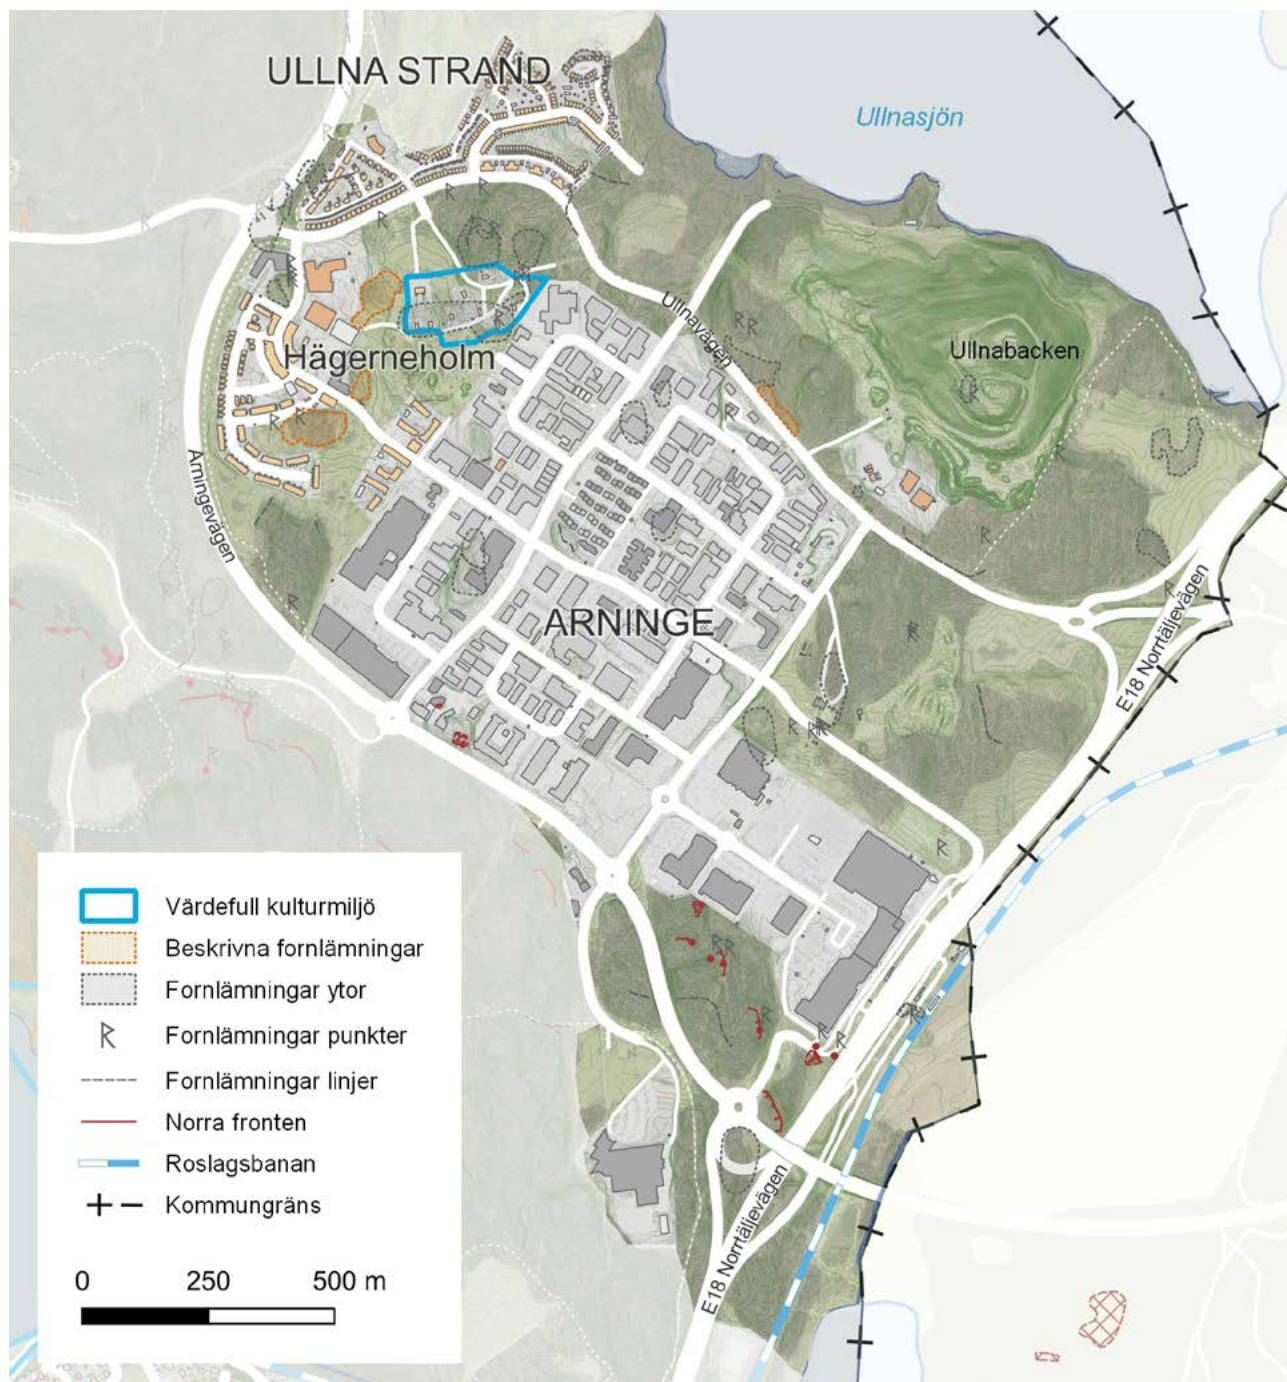 ULLNA STRAND
Ullnasjön
Ullnavägen
Ullnabacken
Hägerneholm
Arningevägen
ARNINGE
E18 Norrtäljevägen
Värdefull kulturmiljö
Beskrivna fornlämningar
Fornlämningar ytor
Fornlämningar punkter
Fornlämningar linjer
Norra fronten
Roslagsbanan
Kommungräns
0 250 500 m
E18 Norrtäljevägen